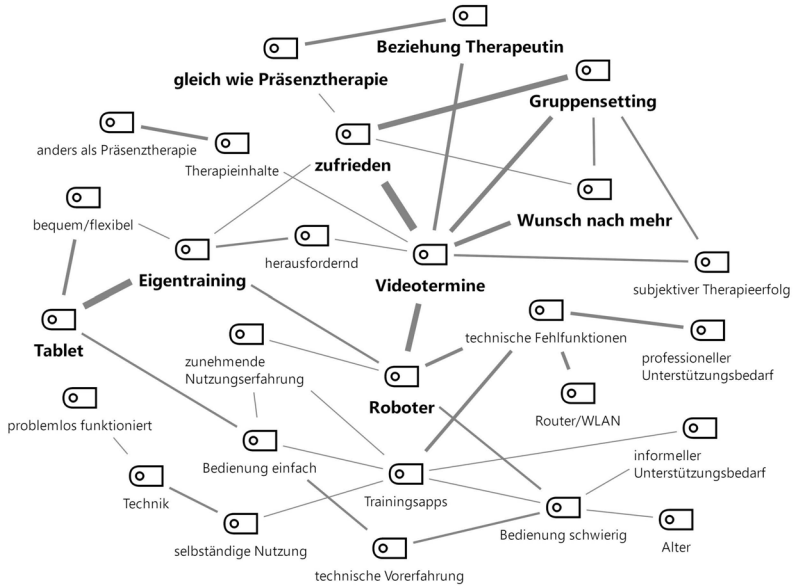 Beziehung Therapeutin
gleich wie Präsenztherapie
Gruppensetting
anders als Präsenztherapie
zufrieden
Therapieinhalte
Wunsch nach mehr
bequem/flexibel
herausfordernd
Eigentraining
Videotermine
subjektiver Therapieerfolg
Tablet
zunehmende
Nutzungserfahrung
technische Fehlfunktionen
professioneller
Unterstützungsbedarf
Roboter
Router/WLAN
problemlos funktioniert
Bedienung einfach
informeller
Unterstützungsbedarf
Technik
Trainingsapps
selbständige Nutzung
Bedienung schwierig
Alter
technische Vorerfahrung